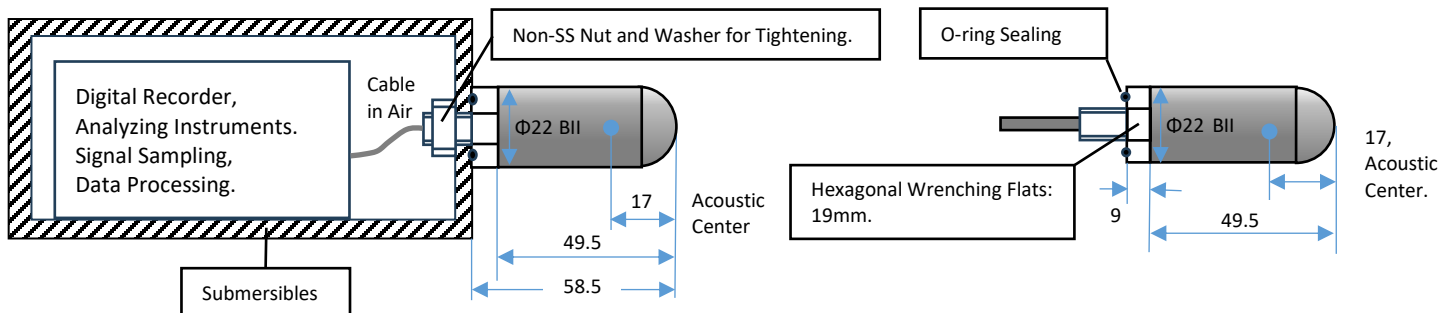 Non-SS Nut and Washer for Tightening.
O-ring Sealing
Digital Recorder,
Analyzing Instruments.
Signal Sampling,
Data Processing.
Cable
in Air
Φ22 BII
17
Acoustic
Center
49.5
58.5
Submersibles
Φ22 BII
Hexagonal Wrenching Flats:
19mm.
9
17,
Acoustic
Center.
49.5